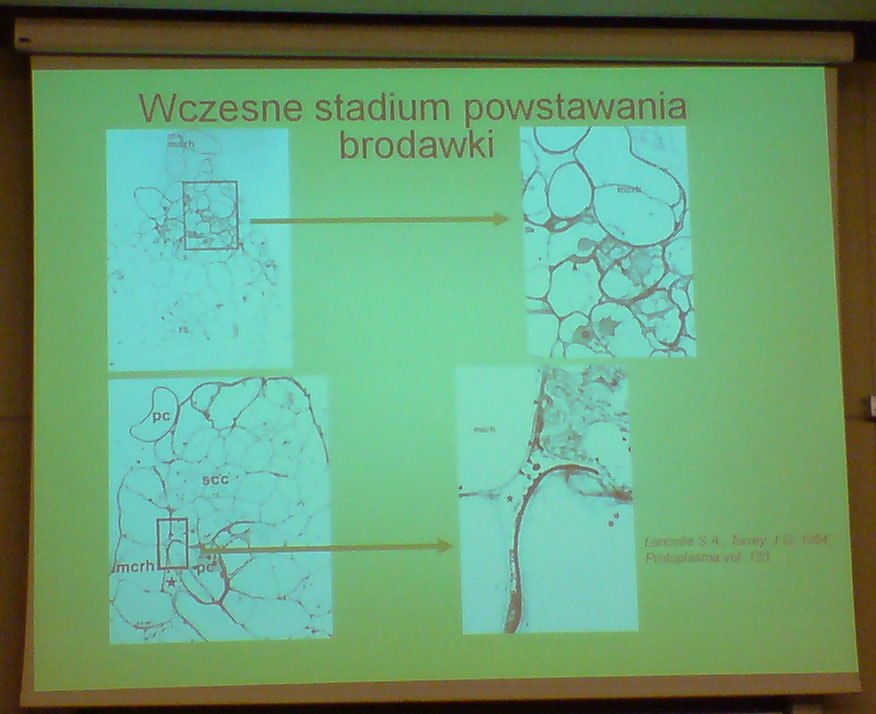 Wczesne stadium powstawania
brodawki
mcrh
rs
mcrh
pc
scc
mcrh
pc
mcrh
Lancelle S.A., Torrey J.G. 1984.
Protoplasma vol. 123